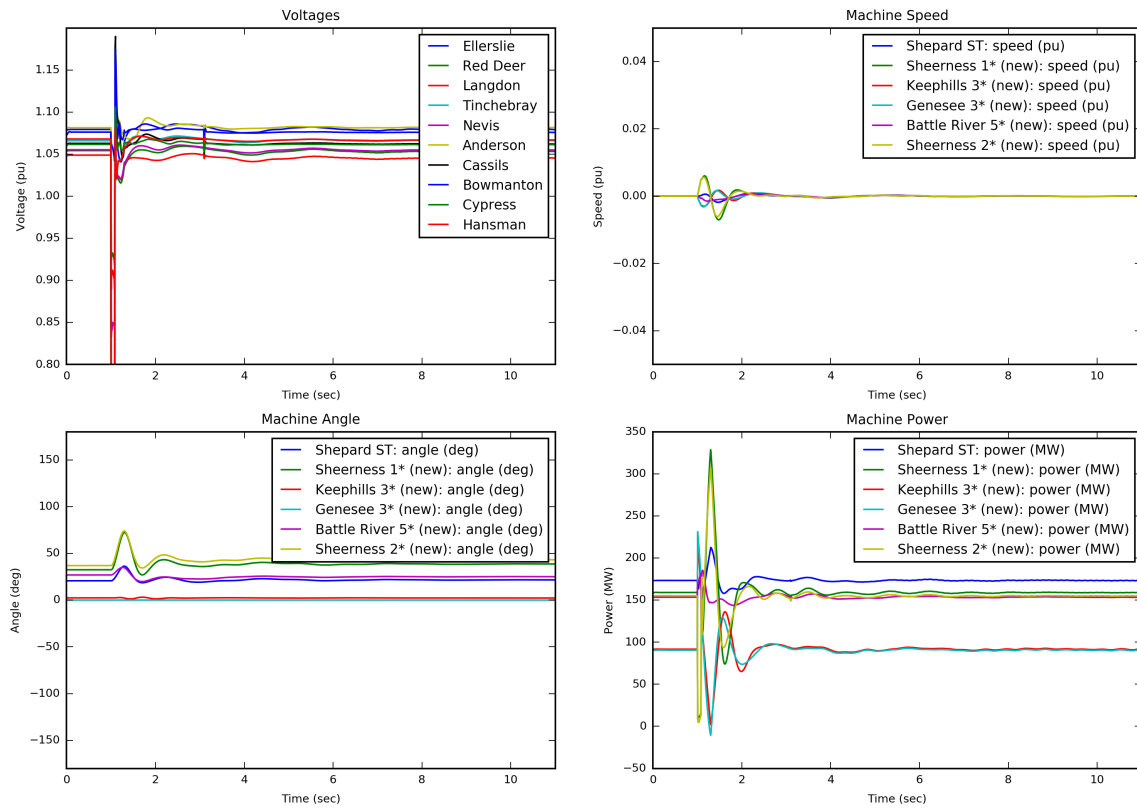 Voltages
1.15
1.10
1.05
1.00
0.95
0.90
0.85
0.80
Voltage (pu)
0
2
4
6
8
10
Time (sec)
Ellerslie
Red Deer
Langdon
Tinchebray
Nevis
Anderson
Cassils
Bowmanton
Cypress
Hansman
Machine Speed
0.04
0.02
0.00
−0.02
−0.04
Speed (pu)
0
2
4
6
8
10
Time (sec)
Shepard ST: speed (pu)
Sheerness 1* (new): speed (pu)
Keephills 3* (new): speed (pu)
Genesee 3* (new): speed (pu)
Battle River 5* (new): speed (pu)
Sheerness 2* (new): speed (pu)
Machine Angle
150
100
50
0
−50
−100
−150
Angle (deg)
0
2
4
6
8
10
Time (sec)
Shepard ST: angle (deg)
Sheerness 1* (new): angle (deg)
Keephills 3* (new): angle (deg)
Genesee 3* (new): angle (deg)
Battle River 5* (new): angle (deg)
Sheerness 2* (new): angle (deg)
Machine Power
350
300
250
200
150
100
50
0
−50
Power (MW)
0
2
4
6
8
10
Time (sec)
Shepard ST: power (MW)
Sheerness 1* (new): power (MW)
Keephills 3* (new): power (MW)
Genesee 3* (new): power (MW)
Battle River 5* (new): power (MW)
Sheerness 2* (new): power (MW)